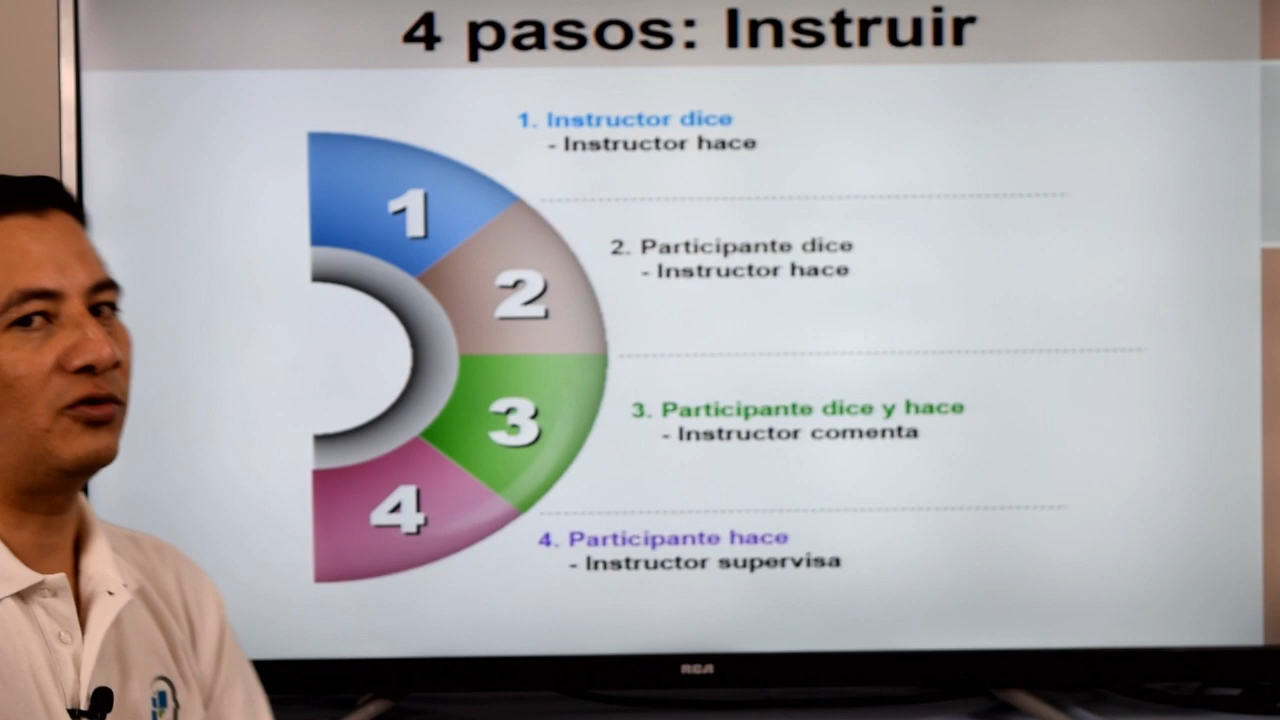 4 pasos: Instruir
1. Instructor dice
- Instructor hace
1
2. Participante dice
- Instructor hace
2
3. Participante dice y hace
- Instructor comenta
3
4. Participante hace
- Instructor supervisa
4
RCA